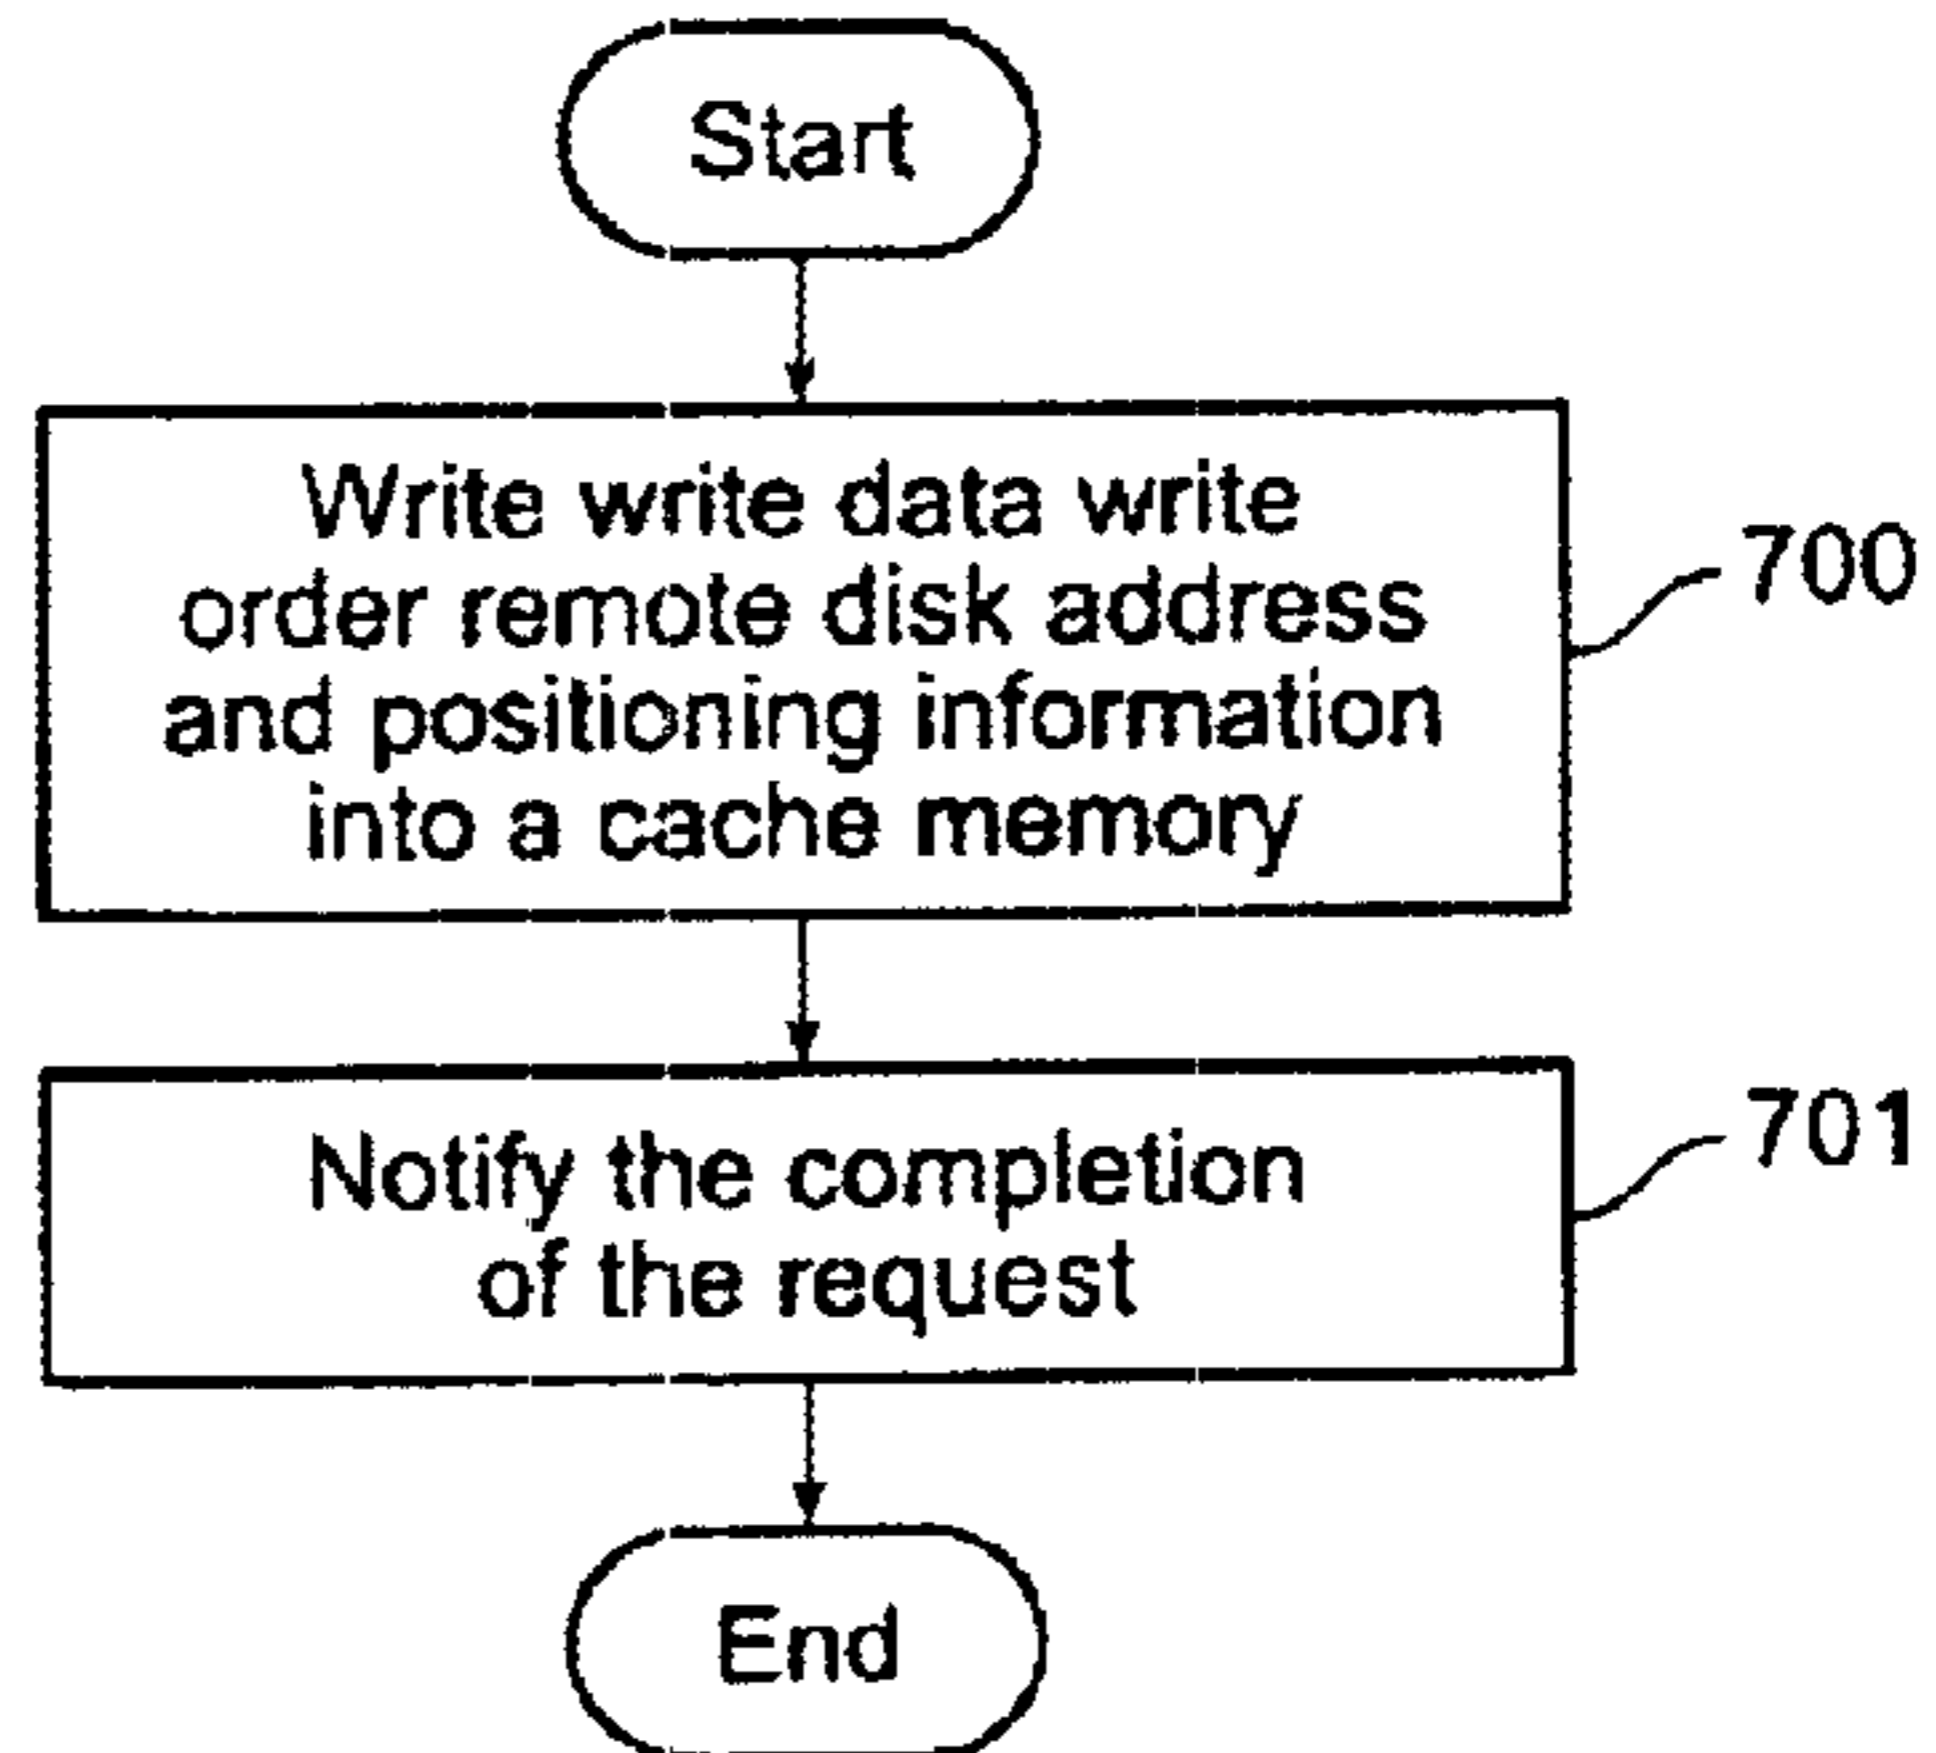 Start
Write write data write
order remote disk address
and positioning information
into a cache memory
700
Notify the completion
of the request
701
End